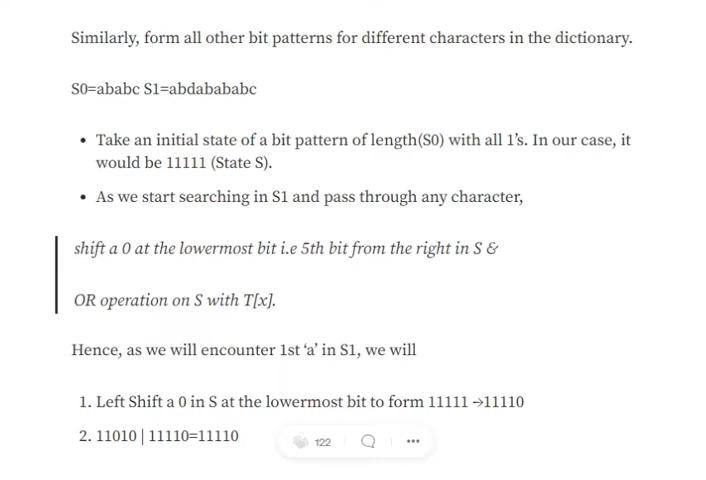 Similarly, form all other bit patterns for different characters in the dictionary.
S0=ababc S1=abdabababc
• Take an initial state of a bit pattern of length(S0) with all 1’s. In our case, it
would be 11111 (State S).
• As we start searching in S1 and pass through any character,
shift a 0 at the lowermost bit i.e 5th bit from the right in S &
OR operation on S with T[x].
Hence, as we will encounter 1st ‘a’ in S1, we will
1. Left Shift a 0 in S at the lowermost bit to form 11111 →11110
2. 11010 | 11110=11110
122